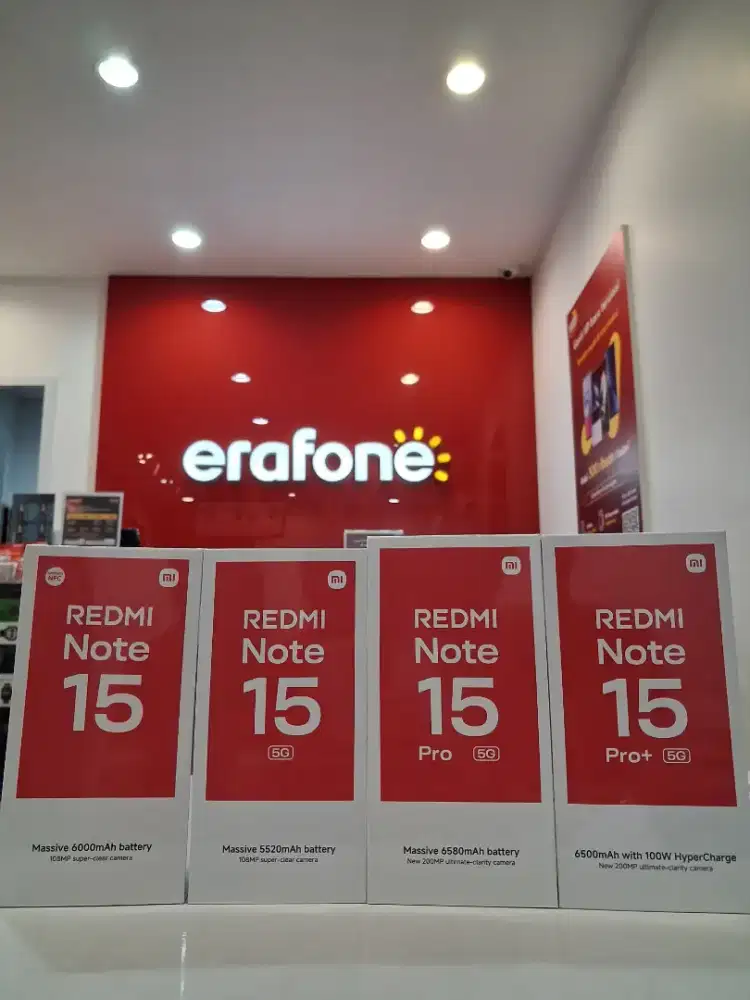 erafone
NFC
mi
REDMI
Note
15
Massive 6000mAh battery
108MP super-clear camera
mi
REDMI
Note
15
5G
Massive 5520mAh battery
108MP super-clear camera
mi
REDMI
Note
15
Pro 5G
Massive 6580mAh battery
New 200MP ultimate-clarity camera
mi
REDMI
Note
15
Pro+ 5G
6500mAh with 100W HyperCharge
New 200MP ultimate-clarity camera